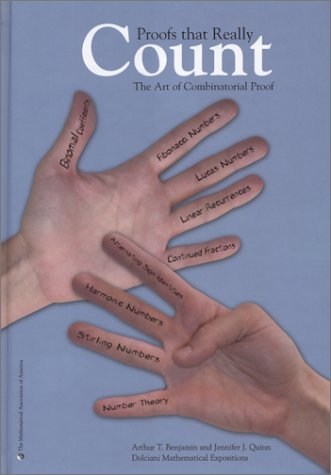 Proofs that Really
Count
The Art of Combinatorial Proof
Binomial Coefficients
Fibonacci Numbers
Lucas Numbers
Linear Recurrences
Continued Fractions
Alternating Sign Identities
Harmonic Numbers
Stirling Numbers
Number Theory
The Mathematical Association of America
Arthur T. Benjamin and Jennifer J. Quinn
Dolciani Mathematical Expositions